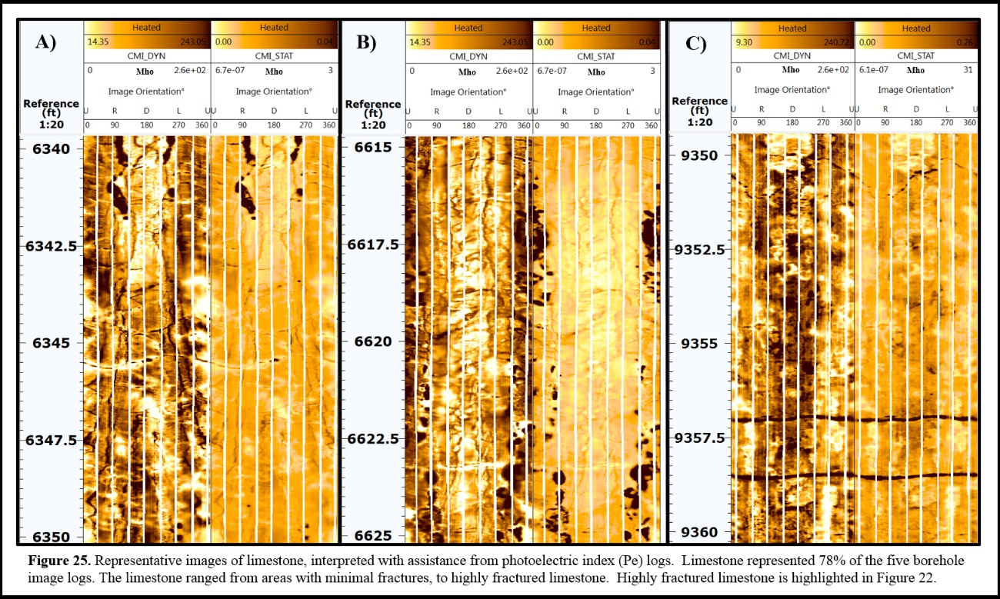 A)
Heated
14.35 243.05
CMI_DYN
0 Mho 2.6e+02
Heated
0.00 0.04
CMI_STAT
6.7e-07 Mho 3
Image Orientation°
Image Orientation°
Reference
(ft)
1:20
U R D L U
0 90 180 270 360
U R D L U
0 90 180 270 360
6340
6342.5
6345
6347.5
6350
B)
Heated
14.35 243.05
CMI_DYN
0 Mho 2.6e+02
Heated
0.00 0.04
CMI_STAT
6.7e-07 Mho 3
Image Orientation°
Image Orientation°
Reference
(ft)
1:20
U R D L U
0 90 180 270 360
U R D L U
0 90 180 270 360
6615
6617.5
6620
6622.5
6625
C)
Heated
9.30 240.72
CMI_DYN
0 Mho 2.6e+02
Heated
0.00 0.26
CMI_STAT
6.1e-07 Mho 31
Image Orientation°
Image Orientation°
Reference
(ft)
1:20
U R D L U
0 90 180 270 360
U R D L U
0 90 180 270 360
9350
9352.5
9355
9357.5
9360
Figure 25. Representative images of limestone, interpreted with assistance from photoelectric index (Pe) logs. Limestone represented 78% of the five borehole
image logs. The limestone ranged from areas with minimal fractures, to highly fractured limestone. Highly fractured limestone is highlighted in Figure 22.